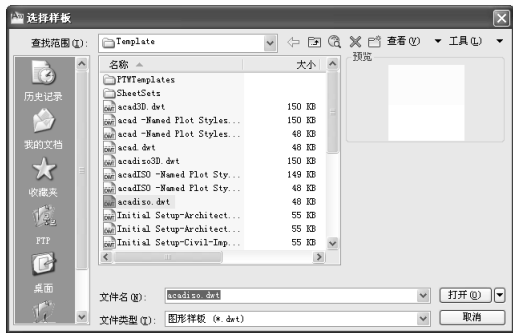 选择样板
查找范围(I): Template 查看(V) 工具(L)
名称 大小 预览
PTWTemplates
SheetSets
acad3D.dwt 150 KB
acad -Named Plot Styles... 150 KB
acad -Named Plot Styles... 48 KB
acad.dwt 48 KB
acadiso3D.dwt 150 KB
acadISO -Named Plot Sty... 149 KB
acadISO -Named Plot Sty... 48 KB
acadiso.dwt 48 KB
Initial Setup-Architect... 55 KB
Initial Setup-Architect... 55 KB
Initial Setup-Civil-Imp... 55 KB
历史记录
我的文档
收藏夹
FTP
桌面
文件名(N): acadiso.dwt 打开(O)
文件类型(T): 图形样板 (*.dwt) 取消